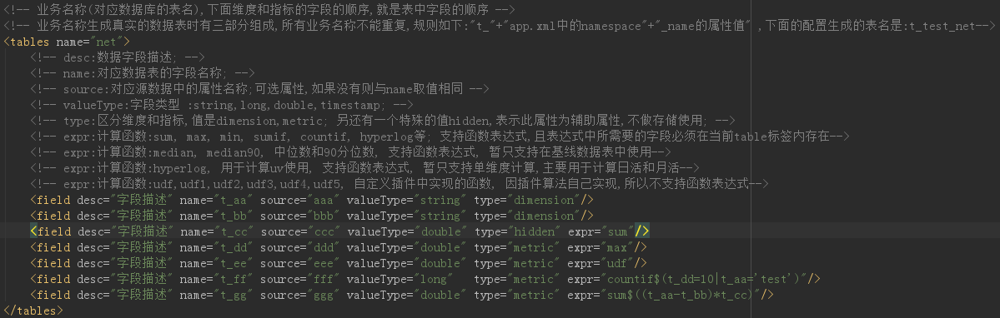 <!-- 业务名称(对应数据库的表名),下面维度和指标的字段的顺序,就是表中字段的顺序 -->
<!-- 业务名称生成真实的数据表时有三部分组成,所有业务名称不能重复,规则如下:"t_"+"app.xml中的namespace"+"_name的属性值" ,下面的配置生成的表名是:t_test_net-->
<tables name="net">
<!-- desc:数据字段描述; -->
<!-- name:对应数据表的字段名称; -->
<!-- source:对应源数据中的属性名称;可选属性,如果没有则与name取值相同 -->
<!-- valueType:字段类型 :string,long,double,timestamp; -->
<!-- type:区分维度和指标,值是dimension,metric; 另还有一个特殊的值hidden,表示此属性为辅助属性,不做存储使用; -->
<!-- expr:计算函数:sum, max, min, sumif, countif, hyperlog等; 支持函数表达式,且表达式中所需要的字段必须在当前table标签内存在-->
<!-- expr:计算函数:median, median90, 中位数和90分位数, 支持函数表达式, 暂只支持在基线数据表中使用-->
<!-- expr:计算函数:hyperlog, 用于计算uv使用, 支持函数表达式, 暂只支持单维度计算,主要用于计算日活和月活-->
<!-- expr:计算函数:udf,udf1,udf2,udf3,udf4,udf5, 自定义插件中实现的函数, 因插件算法自己实现,所以不支持函数表达式-->
<field desc="字段描述" name="t_aa" source="aaa" valueType="string" type="dimension"/>
<field desc="字段描述" name="t_bb" source="bbb" valueType="string" type="dimension"/>
<field desc="字段描述" name="t_cc" source="ccc" valueType="double" type="hidden" expr="sum"/>
<field desc="字段描述" name="t_dd" source="ddd" valueType="double" type="metric" expr="max"/>
<field desc="字段描述" name="t_ee" source="eee" valueType="double" type="metric" expr="udf"/>
<field desc="字段描述" name="t_ff" source="fff" valueType="long" type="metric" expr="countif$(t_dd=10|t_aa='test')"/>
<field desc="字段描述" name="t_gg" source="ggg" valueType="double" type="metric" expr="sum$((t_aa-t_bb)*t_cc)"/>
</tables>